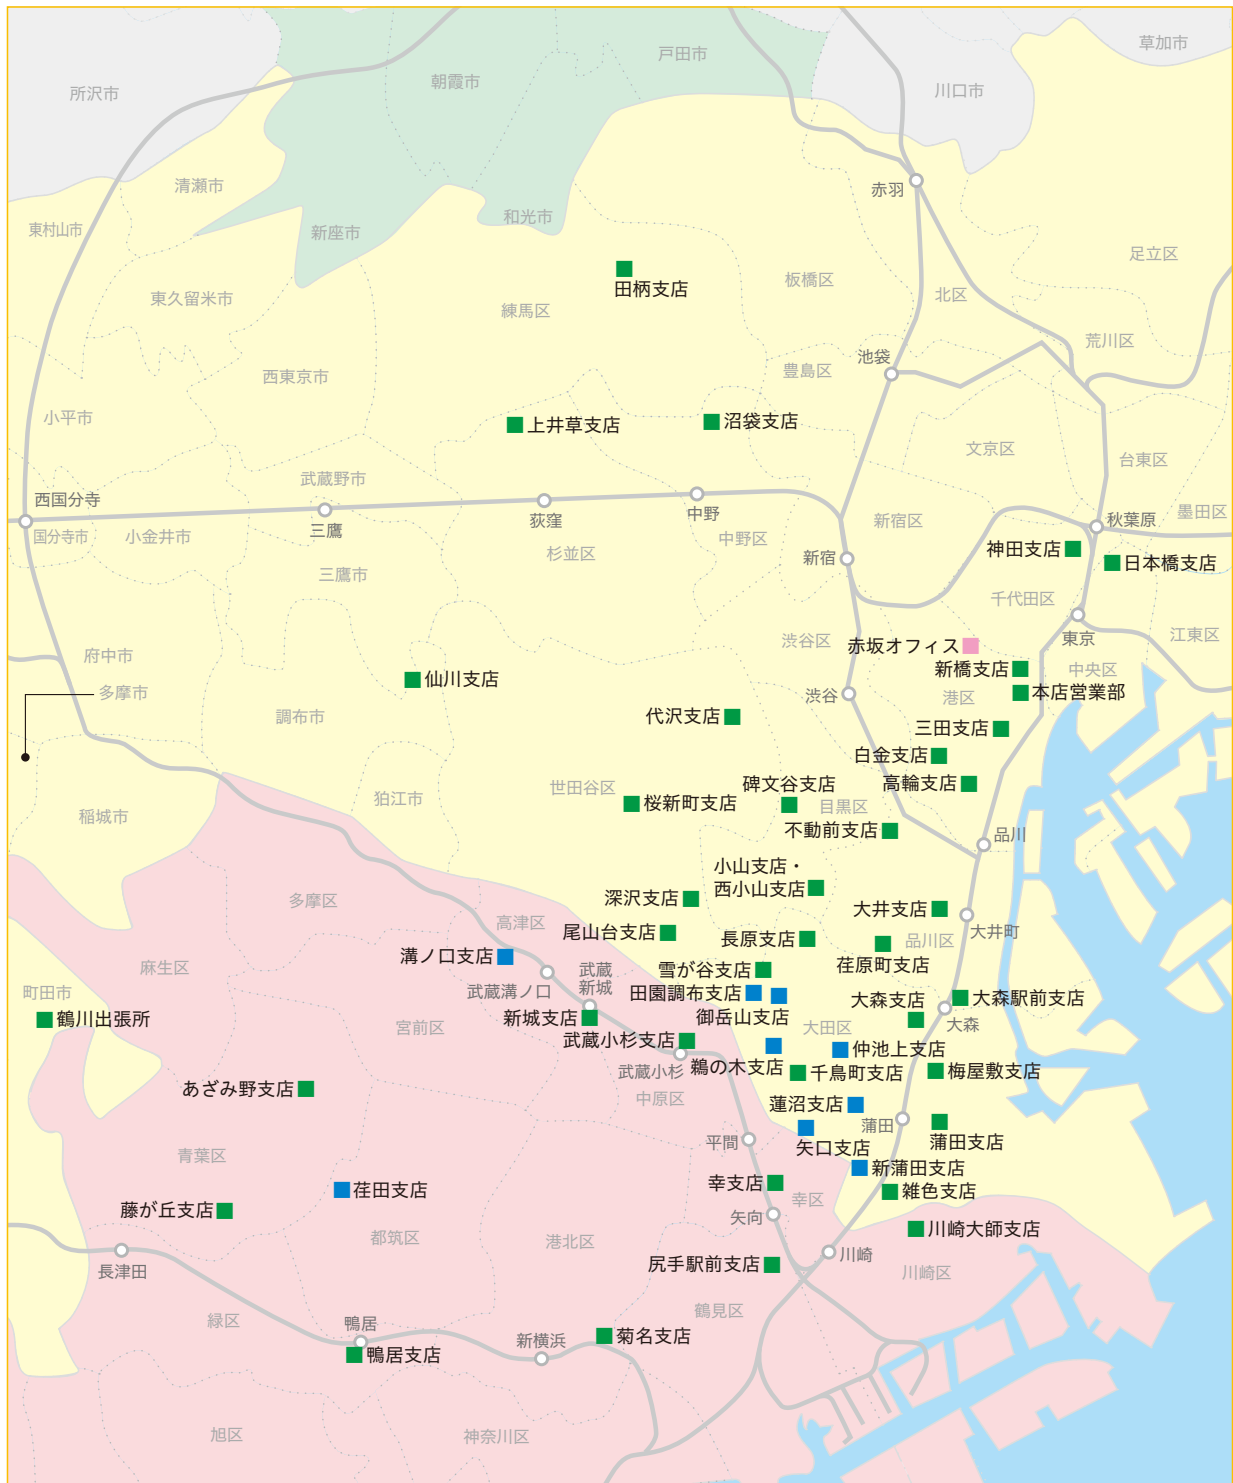 草加市
戸田市
朝霞市
川口市
所沢市
清瀬市
赤羽
和光市
東村山市
新座市
足立区
田柄支店
板橋区
東久留米市
北区
練馬区
荒川区
池袋
豊島区
西東京市
小平市
上井草支店
沼袋支店
文京区
台東区
武蔵野市
西国分寺
荻窪
中野
新宿区
秋葉原
墨田区
三鷹
国分寺市
小金井市
中野区
杉並区
新宿
神田支店
日本橋支店
三鷹市
千代田区
東京
江東区
渋谷区
赤坂オフィス
府中市
新橋支店
中央区
仙川支店
多摩市
渋谷
港区
本店営業部
調布市
代沢支店
三田支店
白金支店
碑文谷支店
高輪支店
世田谷区
狛江市
桜新町支店
目黒区
稲城市
不動前支店
品川
小山支店・
西小山支店
多摩区
深沢支店
大井支店
高津区
尾山台支店
長原支店
品川区
大井町
溝ノ口支店
荏原町支店
麻生区
武蔵
新城
雪が谷支店
町田市
武蔵溝ノ口
田園調布支店
大森支店
大森駅前支店
鶴川出張所
新城支店
御岳山支店
宮前区
大田区
大森
武蔵小杉支店
仲池上支店
武蔵小杉
鵜の木支店
千鳥町支店
梅屋敷支店
あざみ野支店
中原区
蓮沼支店
蒲田
平間
矢口支店
蒲田支店
青葉区
新蒲田支店
荏田支店
幸支店
幸区
雑色支店
藤が丘支店
矢向
川崎大師支店
都筑区
港北区
川崎
長津田
尻手駅前支店
川崎区
鶴見区
緑区
鴨居
新横浜
菊名支店
鴨居支店
旭区
神奈川区